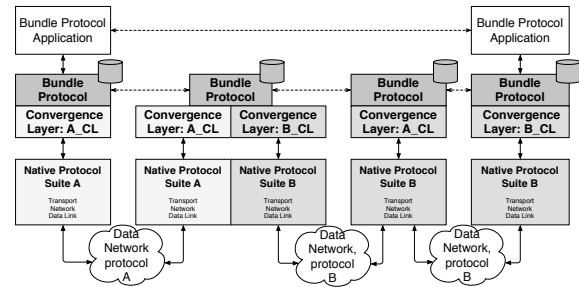 Bundle Protocol
Application
Bundle Protocol
Application
Bundle
Protocol
Bundle
Protocol
Bundle
Protocol
Bundle
Protocol
Convergence
Layer: A_CL
Convergence
Layer: A_CL
Convergence
Layer: B_CL
Convergence
Layer: A_CL
Convergence
Layer: B_CL
Native Protocol
Suite A
Transport
Network
Data Link
Native Protocol
Suite A
Transport
Network
Data Link
Native Protocol
Suite B
Transport
Network
Data Link
Native Protocol
Suite B
Transport
Network
Data Link
Native Protocol
Suite B
Transport
Network
Data Link
Data
Network,
protocol
A
Data
Network,
protocol
B
Data
Network,
protocol
B